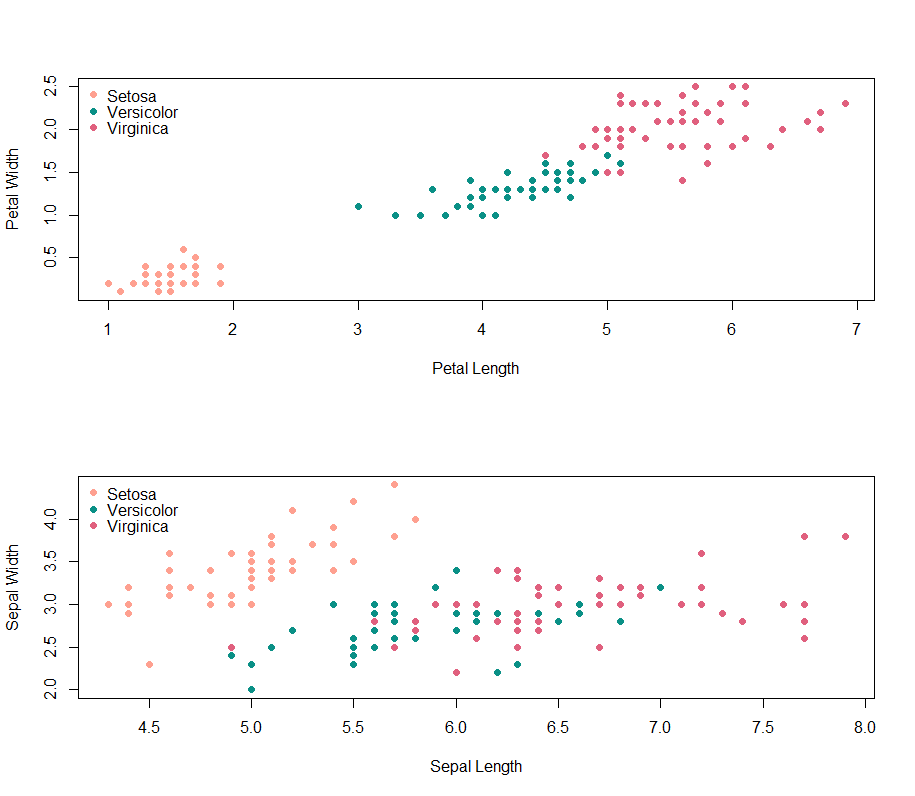 Setosa
Versicolor
Virginica
Petal Width
0.5 1.0 1.5 2.0 2.5
1 2 3 4 5 6 7
Petal Length
Setosa
Versicolor
Virginica
Sepal Width
2.0 2.5 3.0 3.5 4.0
4.5 5.0 5.5 6.0 6.5 7.0 7.5 8.0
Sepal Length